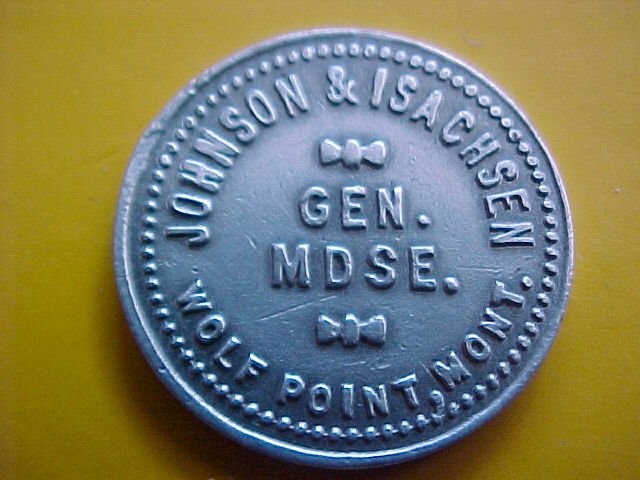 JOHNSON & ISACHSEN
GEN.
MDSE.
WOLF POINT, MONT.